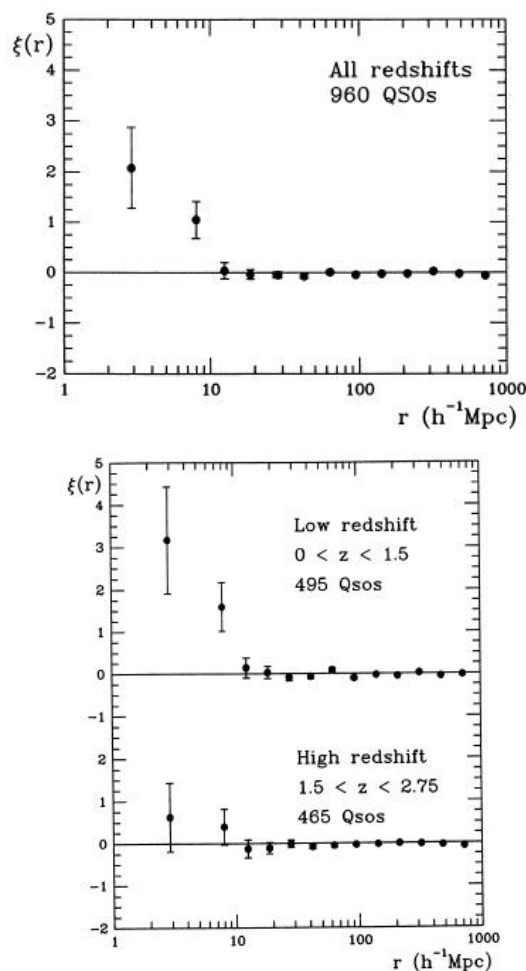 ξ(r)
5
4
3
2
1
0
−1
−2
All redshifts
960 QSOs
1 10 100 1000
r (h⁻¹Mpc)
ξ(r)
5
4
3
2
1
0
−1
Low redshift
0 < z < 1.5
495 Qsos
2
1
0
−1
−2
High redshift
1.5 < z < 2.75
465 Qsos
1 10 100 1000
r (h⁻¹Mpc)